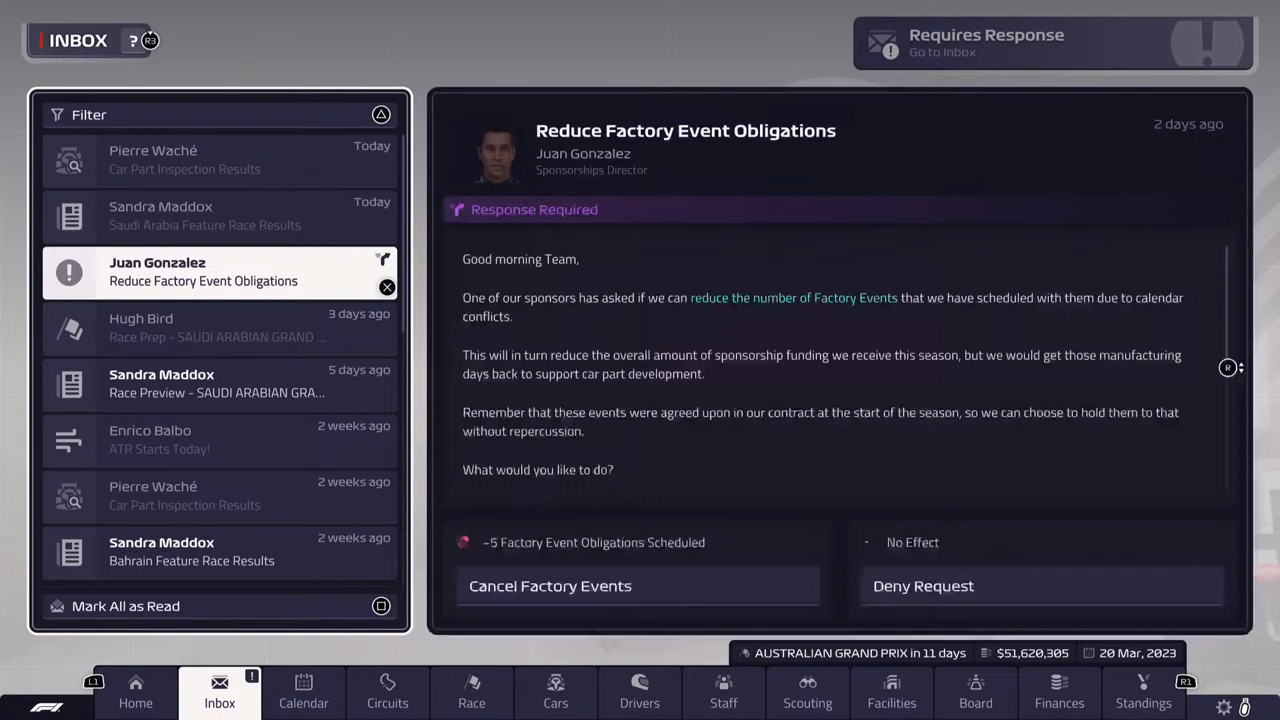 INBOX ? R3
Requires Response
Go to Inbox
Filter
Pierre Waché Today
Car Part Inspection Results
Sandra Maddox Today
Saudi Arabia Feature Race Results
Juan Gonzalez
Reduce Factory Event Obligations
Hugh Bird 3 days ago
Race Prep - SAUDI ARABIAN GRAND ...
Sandra Maddox 5 days ago
Race Preview - SAUDI ARABIAN GRA...
Enrico Balbo 2 weeks ago
ATR Starts Today!
Pierre Waché 2 weeks ago
Car Part Inspection Results
Sandra Maddox 2 weeks ago
Bahrain Feature Race Results
Mark All as Read
Reduce Factory Event Obligations 2 days ago
Juan Gonzalez
Sponsorships Director
Response Required
Good morning Team,
One of our sponsors has asked if we can reduce the number of Factory Events that we have scheduled with them due to calendar
conflicts.
This will in turn reduce the overall amount of sponsorship funding we receive this season, but we would get those manufacturing
days back to support car part development.
Remember that these events were agreed upon in our contract at the start of the season, so we can choose to hold them to that
without repercussion.
What would you like to do?
R
-5 Factory Event Obligations Scheduled
Cancel Factory Events
- No Effect
Deny Request
AUSTRALIAN GRAND PRIX in 11 days $51,620,305 20 Mar, 2023
L1 Home Inbox Calendar Circuits Race Cars Drivers Staff Scouting Facilities Board Finances Standings R1
F1